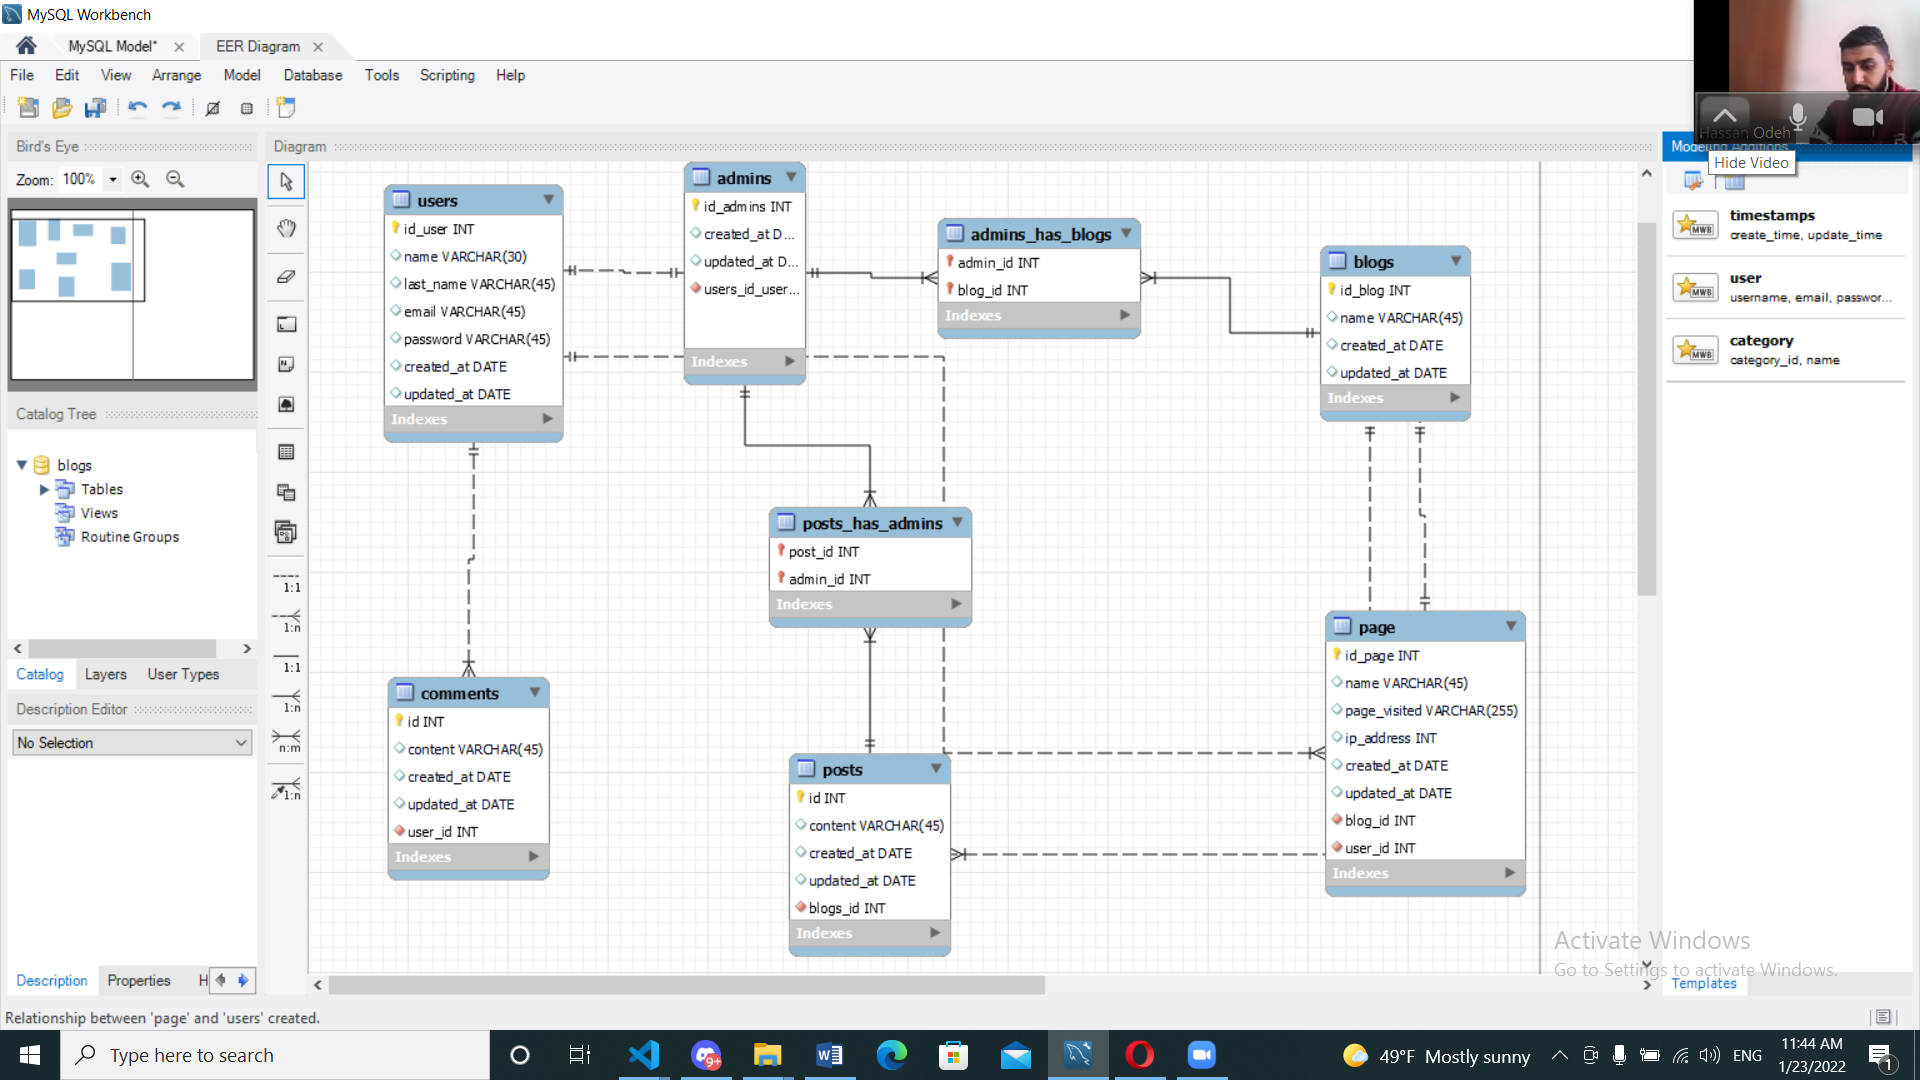 MySQL Workbench
MySQL Model*
EER Diagram
File Edit View Arrange Model Database Tools Scripting Help
Hassan Odeh
Hide Video
Bird's Eye
Zoom: 100%
Diagram
Modeling Additions
timestamps
create_time, update_time
user
username, email, passwor...
category
category_id, name
users
id_user INT
name VARCHAR(30)
last_name VARCHAR(45)
email VARCHAR(45)
password VARCHAR(45)
created_at DATE
updated_at DATE
Indexes
admins
id_admins INT
created_at D...
updated_at D...
users_id_user...
Indexes
admins_has_blogs
admin_id INT
blog_id INT
Indexes
blogs
id_blog INT
name VARCHAR(45)
created_at DATE
updated_at DATE
Indexes
posts_has_admins
post_id INT
admin_id INT
Indexes
comments
id INT
content VARCHAR(45)
created_at DATE
updated_at DATE
user_id INT
Indexes
posts
id INT
content VARCHAR(45)
created_at DATE
updated_at DATE
blogs_id INT
Indexes
page
id_page INT
name VARCHAR(45)
page_visited VARCHAR(255)
ip_address INT
created_at DATE
updated_at DATE
blog_id INT
user_id INT
Indexes
Catalog Tree
blogs
Tables
Views
Routine Groups
Catalog Layers User Types
Description Editor
No Selection
Description Properties H
1:1
1:n
1:1
1:n
n:m
1:n
MWB
MWB
MWB
Activate Windows
Go to Settings to activate Windows.
Templates
Relationship between 'page' and 'users' created.
Type here to search
9+
49°F Mostly sunny
ENG
11:44 AM
1/23/2022
1